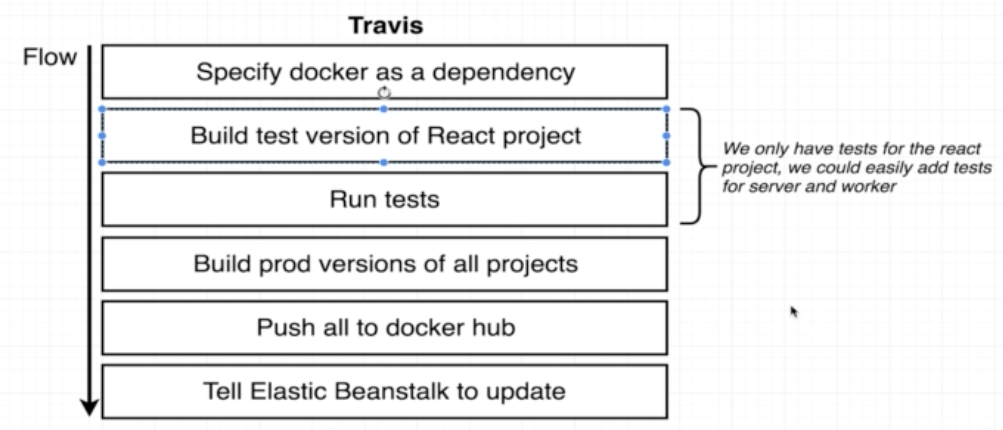 Travis
Flow
Specify docker as a dependency
Build test version of React project
Run tests
We only have tests for the react
project, we could easily add tests
for server and worker
Build prod versions of all projects
Push all to docker hub
Tell Elastic Beanstalk to update